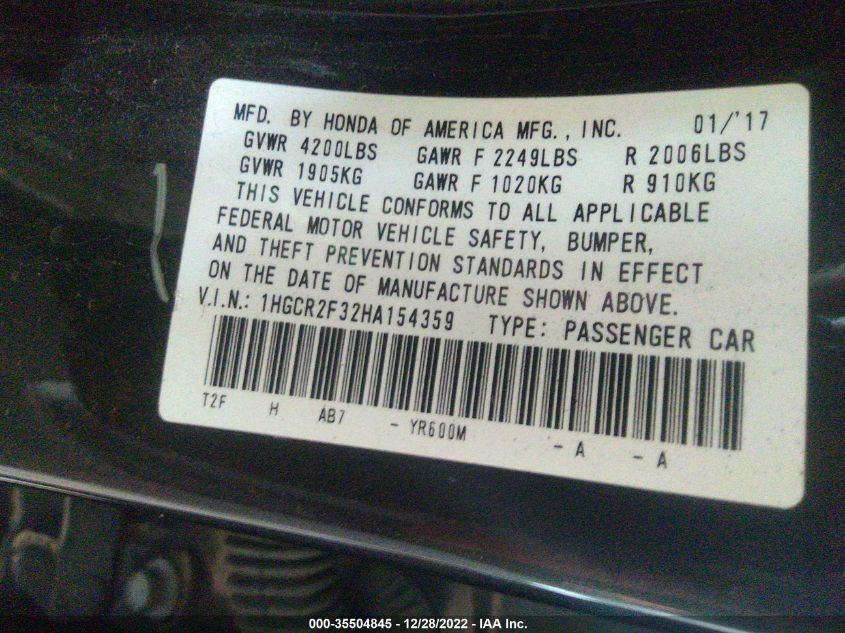 MFD. BY HONDA OF AMERICA MFG., INC. 01/'17
GVWR 4200LBS GAWR F 2249LBS R 2006LBS
GVWR 1905KG GAWR F 1020KG R 910KG
THIS VEHICLE CONFORMS TO ALL APPLICABLE
FEDERAL MOTOR VEHICLE SAFETY, BUMPER,
AND THEFT PREVENTION STANDARDS IN EFFECT
ON THE DATE OF MANUFACTURE SHOWN ABOVE.
V.I.N.: 1HGCR2F32HA154359 TYPE: PASSENGER CAR
T2F H AB7 - YR600M - A - A
000-35504845 - 12/28/2022 - IAA Inc.